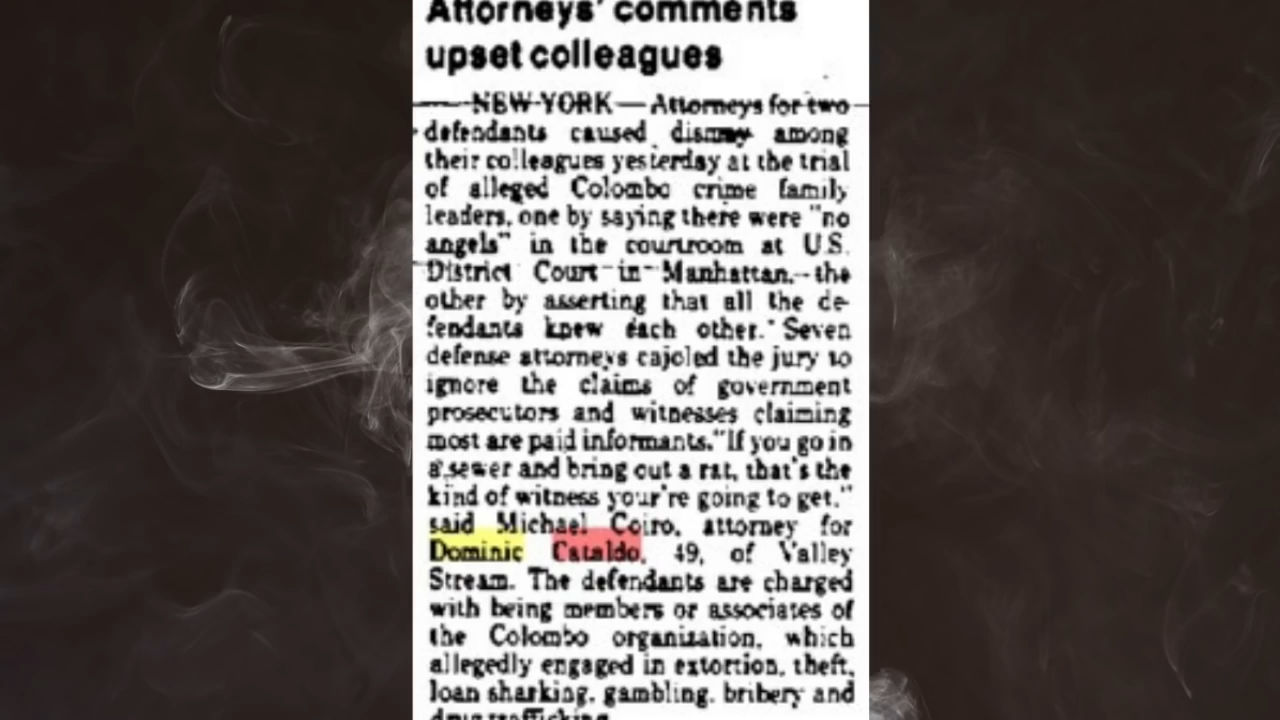 Attorneys' comments
upset colleagues
NEW YORK — Attorneys for two
defendants caused dismay among
their colleagues yesterday at the trial
of alleged Colombo crime family
leaders, one by saying there were "no
angels" in the courtroom at U.S.
District Court in Manhattan, the
other by asserting that all the de-
fendants knew each other. Seven
defense attorneys cajoled the jury to
ignore the claims of government
prosecutors and witnesses claiming
most are paid informants. "If you go in
a sewer and bring out a rat, that's the
kind of witness your're going to get."
said Michael Coiro, attorney for
Dominic Cataldo, 49, of Valley
Stream. The defendants are charged
with being members or associates of
the Colombo organization, which
allegedly engaged in extortion, theft,
loan sharking, gambling, bribery and
drug trafficking.